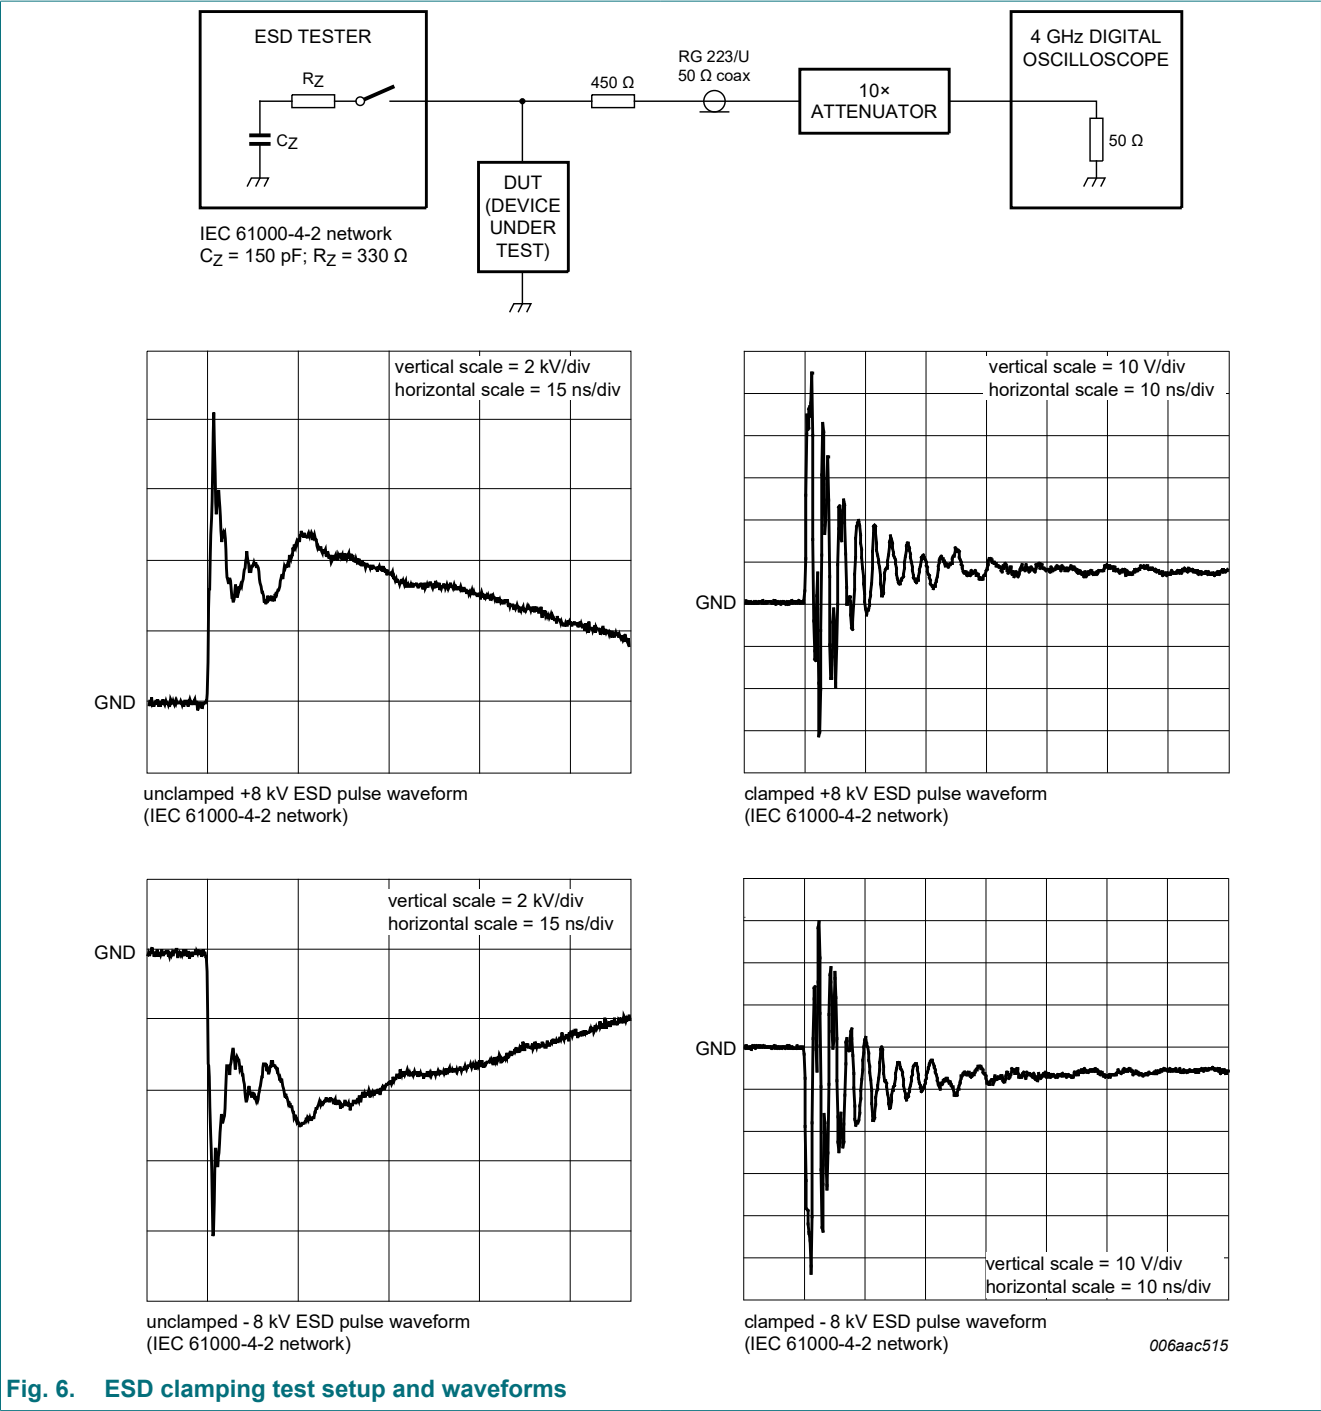 ESD TESTER
RZ
CZ
IEC 61000-4-2 network
CZ = 150 pF; RZ = 330 Ω
450 Ω
RG 223/U
50 Ω coax
10×
ATTENUATOR
4 GHz DIGITAL
OSCILLOSCOPE
50 Ω
DUT
(DEVICE
UNDER
TEST)
vertical scale = 2 kV/div
horizontal scale = 15 ns/div
GND
unclamped +8 kV ESD pulse waveform
(IEC 61000-4-2 network)
vertical scale = 10 V/div
horizontal scale = 10 ns/div
GND
clamped +8 kV ESD pulse waveform
(IEC 61000-4-2 network)
vertical scale = 2 kV/div
horizontal scale = 15 ns/div
GND
unclamped - 8 kV ESD pulse waveform
(IEC 61000-4-2 network)
GND
vertical scale = 10 V/div
horizontal scale = 10 ns/div
clamped - 8 kV ESD pulse waveform
(IEC 61000-4-2 network)
006aac515
Fig. 6. ESD clamping test setup and waveforms